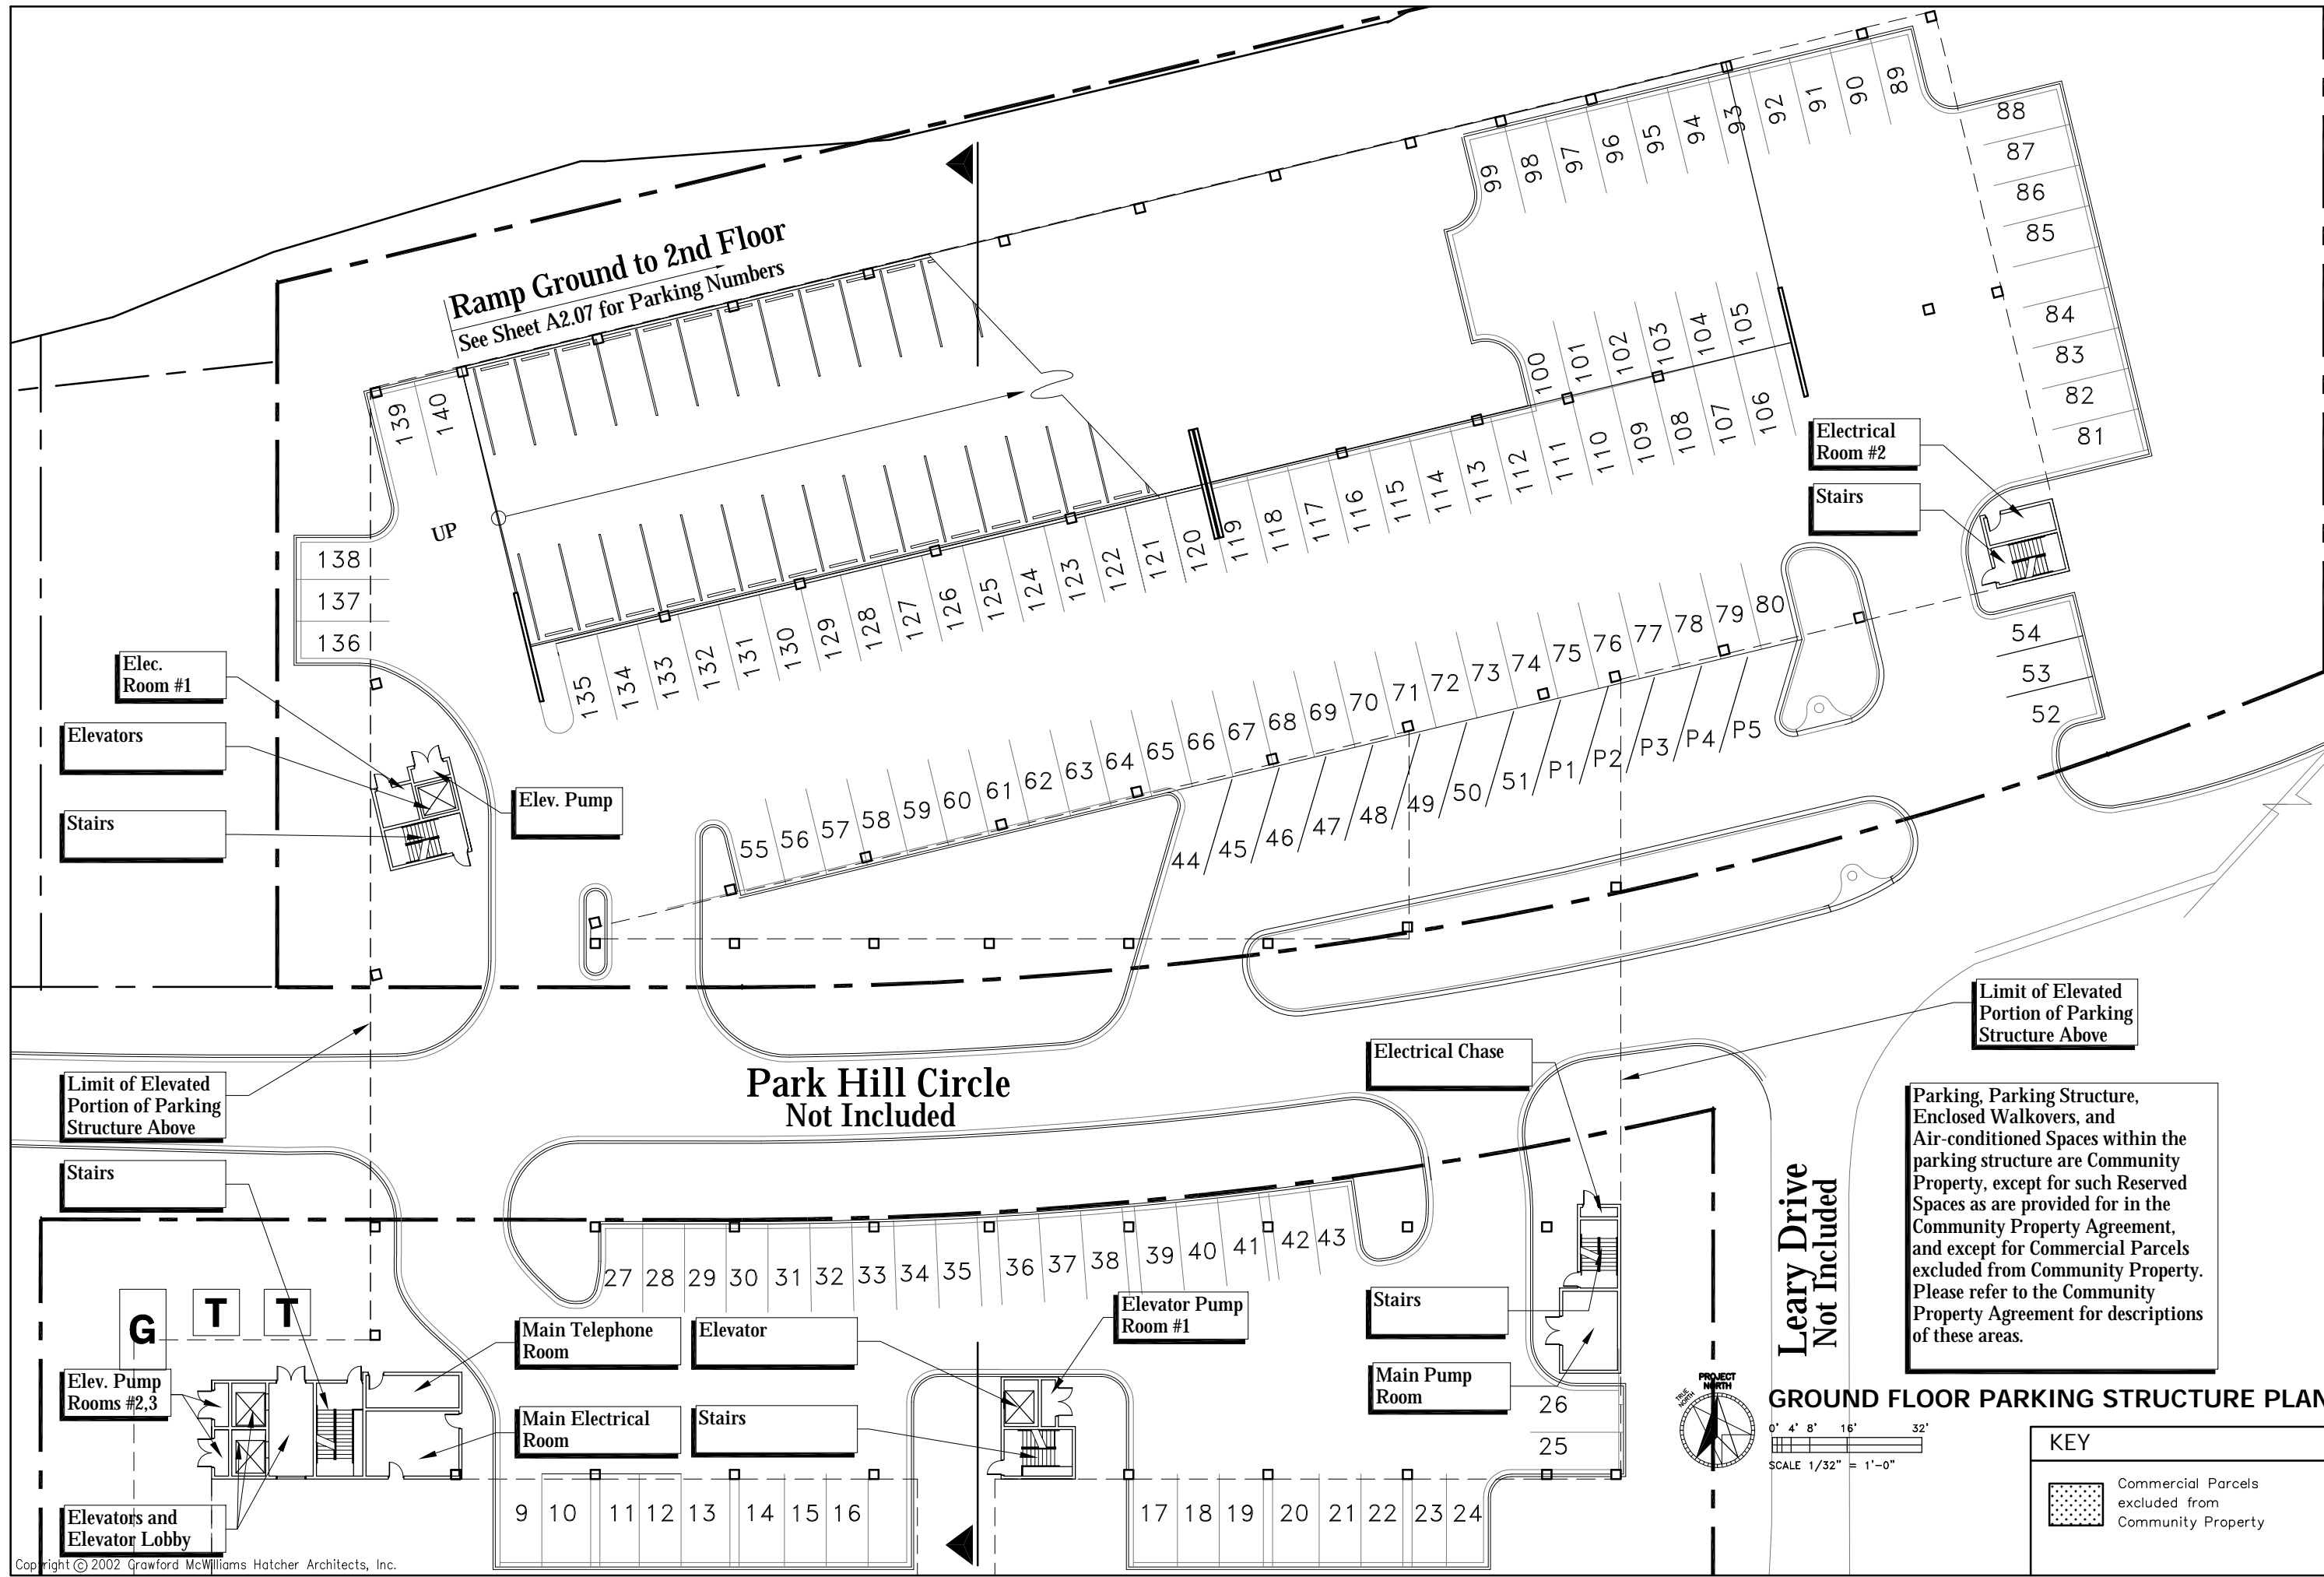 Ramp Ground to 2nd Floor
See Sheet A2.07 for Parking Numbers
99
98
97
96
95
94
93
92
91
90
89
88
87
86
85
84
83
82
81
100
101
102
103
104
105
139
140
UP
138
137
136
135
134
133
132
131
130
129
128
127
126
125
124
123
122
121
120
119
118
117
116
115
114
113
112
111
110
109
108
107
106
Electrical
Room #2
Stairs
Elec.
Room #1
Elevators
Stairs
Elev. Pump
55
56
57
58
59
60
61
62
63
64
65
66
67
68
69
70
71
72
73
74
75
76
77
78
79
80
44
45
46
47
48
49
50
51
P1
P2
P3
P4
P5
54
53
52
Limit of Elevated
Portion of Parking
Structure Above
Park Hill Circle
Not Included
Electrical Chase
Limit of Elevated
Portion of Parking
Structure Above
Parking, Parking Structure,
Enclosed Walkovers, and
Air-conditioned Spaces within the
parking structure are Community
Property, except for such Reserved
Spaces as are provided for in the
Community Property Agreement,
and except for Commercial Parcels
excluded from Community Property.
Please refer to the Community
Property Agreement for descriptions
of these areas.
Leary Drive
Not Included
Stairs
27
28
29
30
31
32
33
34
35
36
37
38
39
40
41
42
43
G
T
T
Main Telephone
Room
Elevator
Elevator Pump
Room #1
Stairs
Elev. Pump
Rooms #2,3
Main Electrical
Room
Stairs
Main Pump
Room
26
25
Elevators and
Elevator Lobby
9
10
11
12
13
14
15
16
17
18
19
20
21
22
23
24
PROJECT
NORTH
TRUE
NORTH
GROUND FLOOR PARKING STRUCTURE PLAN
0' 4' 8' 16' 32'
SCALE 1/32" = 1'-0"
KEY
Commercial Parcels
excluded from
Community Property
Copyright © 2002 Crawford McWilliams Hatcher Architects, Inc.